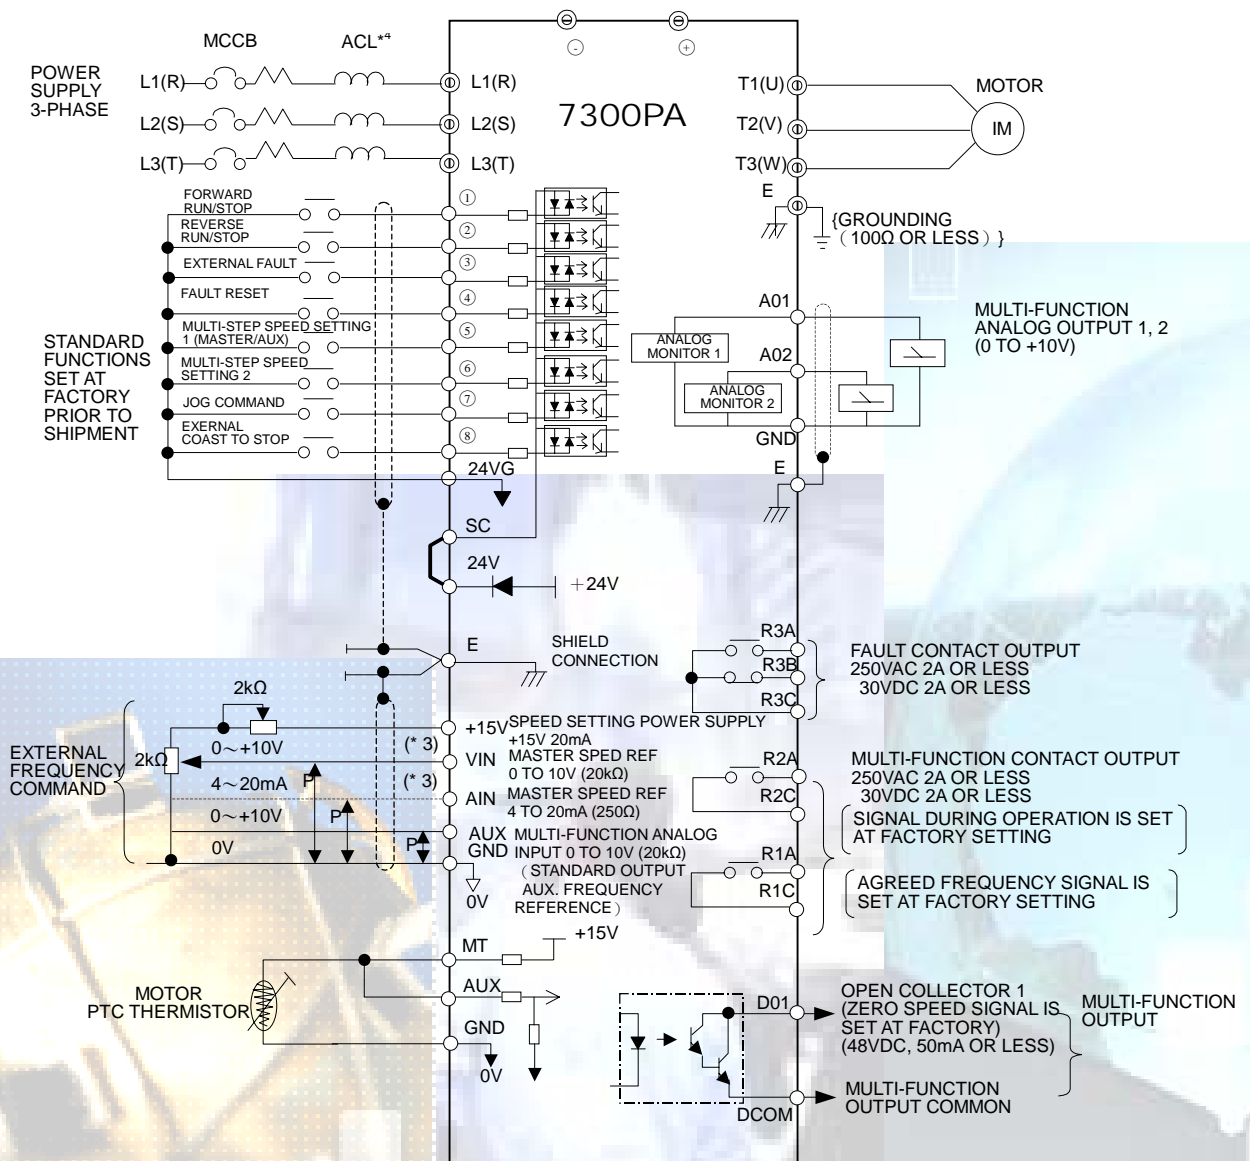 MCCB
ACL*4
POWER
SUPPLY
3-PHASE
L1(R)
L2(S)
L3(T)
L1(R)
L2(S)
L3(T)
-
+
7300PA
T1(U)
T2(V)
T3(W)
E
MOTOR
IM
{GROUNDING
(100Ω OR LESS)}
STANDARD
FUNCTIONS
SET AT
FACTORY
PRIOR TO
SHIPMENT
FORWARD
RUN/STOP
①
REVERSE
RUN/STOP
②
EXTERNAL FAULT
③
FAULT RESET
④
MULTI-STEP SPEED SETTING
1 (MASTER/AUX)
⑤
MULTI-STEP SPEED
SETTING 2
⑥
JOG COMMAND
⑦
EXERNAL
COAST TO STOP
⑧
24VG
SC
24V
+24V
E
SHIELD
CONNECTION
A01
ANALOG
MONITOR 1
A02
ANALOG
MONITOR 2
GND
E
MULTI-FUNCTION
ANALOG OUTPUT 1, 2
(0 TO +10V)
R3A
R3B
R3C
FAULT CONTACT OUTPUT
250VAC 2A OR LESS
30VDC 2A OR LESS
EXTERNAL
FREQUENCY
COMMAND
2kΩ
2kΩ
0~+10V
(* 3)
4~20mA
(* 3)
0~+10V
0V
P
P
P
+15V
SPEED SETTING POWER SUPPLY
+15V 20mA
VIN
MASTER SPED REF
0 TO 10V (20kΩ)
AIN
MASTER SPEED REF
4 TO 20mA (250Ω)
AUX
GND
MULTI-FUNCTION ANALOG
INPUT 0 TO 10V (20kΩ)
(STANDARD OUTPUT
AUX. FREQUENCY
REFERENCE)
0V
R2A
R2C
MULTI-FUNCTION CONTACT OUTPUT
250VAC 2A OR LESS
30VDC 2A OR LESS
SIGNAL DURING OPERATION IS SET
AT FACTORY SETTING
R1A
R1C
AGREED FREQUENCY SIGNAL IS
SET AT FACTORY SETTING
MOTOR
PTC THERMISTOR
MT
+15V
AUX
GND
0V
D01
DCOM
OPEN COLLECTOR 1
(ZERO SPEED SIGNAL IS
SET AT FACTORY)
(48VDC, 50mA OR LESS)
MULTI-FUNCTION
OUTPUT
MULTI-FUNCTION
OUTPUT COMMON